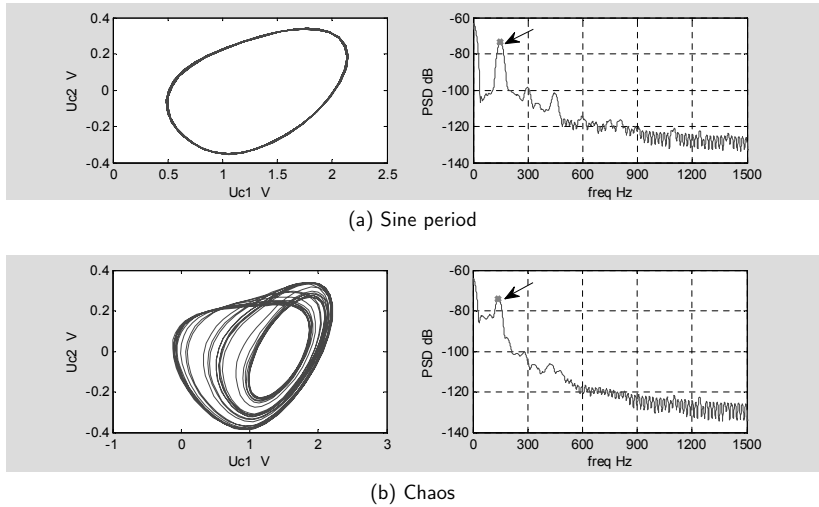 0.4
0.2
0
-0.2
-0.4
Uc2 V
0 0.5 1 1.5 2 2.5
Uc1 V
-60
-80
-100
-120
-140
PSD dB
0 300 600 900 1200 1500
freq Hz
(a) Sine period
0.4
0.2
0
-0.2
-0.4
Uc2 V
-1 0 1 2 3
Uc1 V
-60
-80
-100
-120
-140
PSD dB
0 300 600 900 1200 1500
freq Hz
(b) Chaos